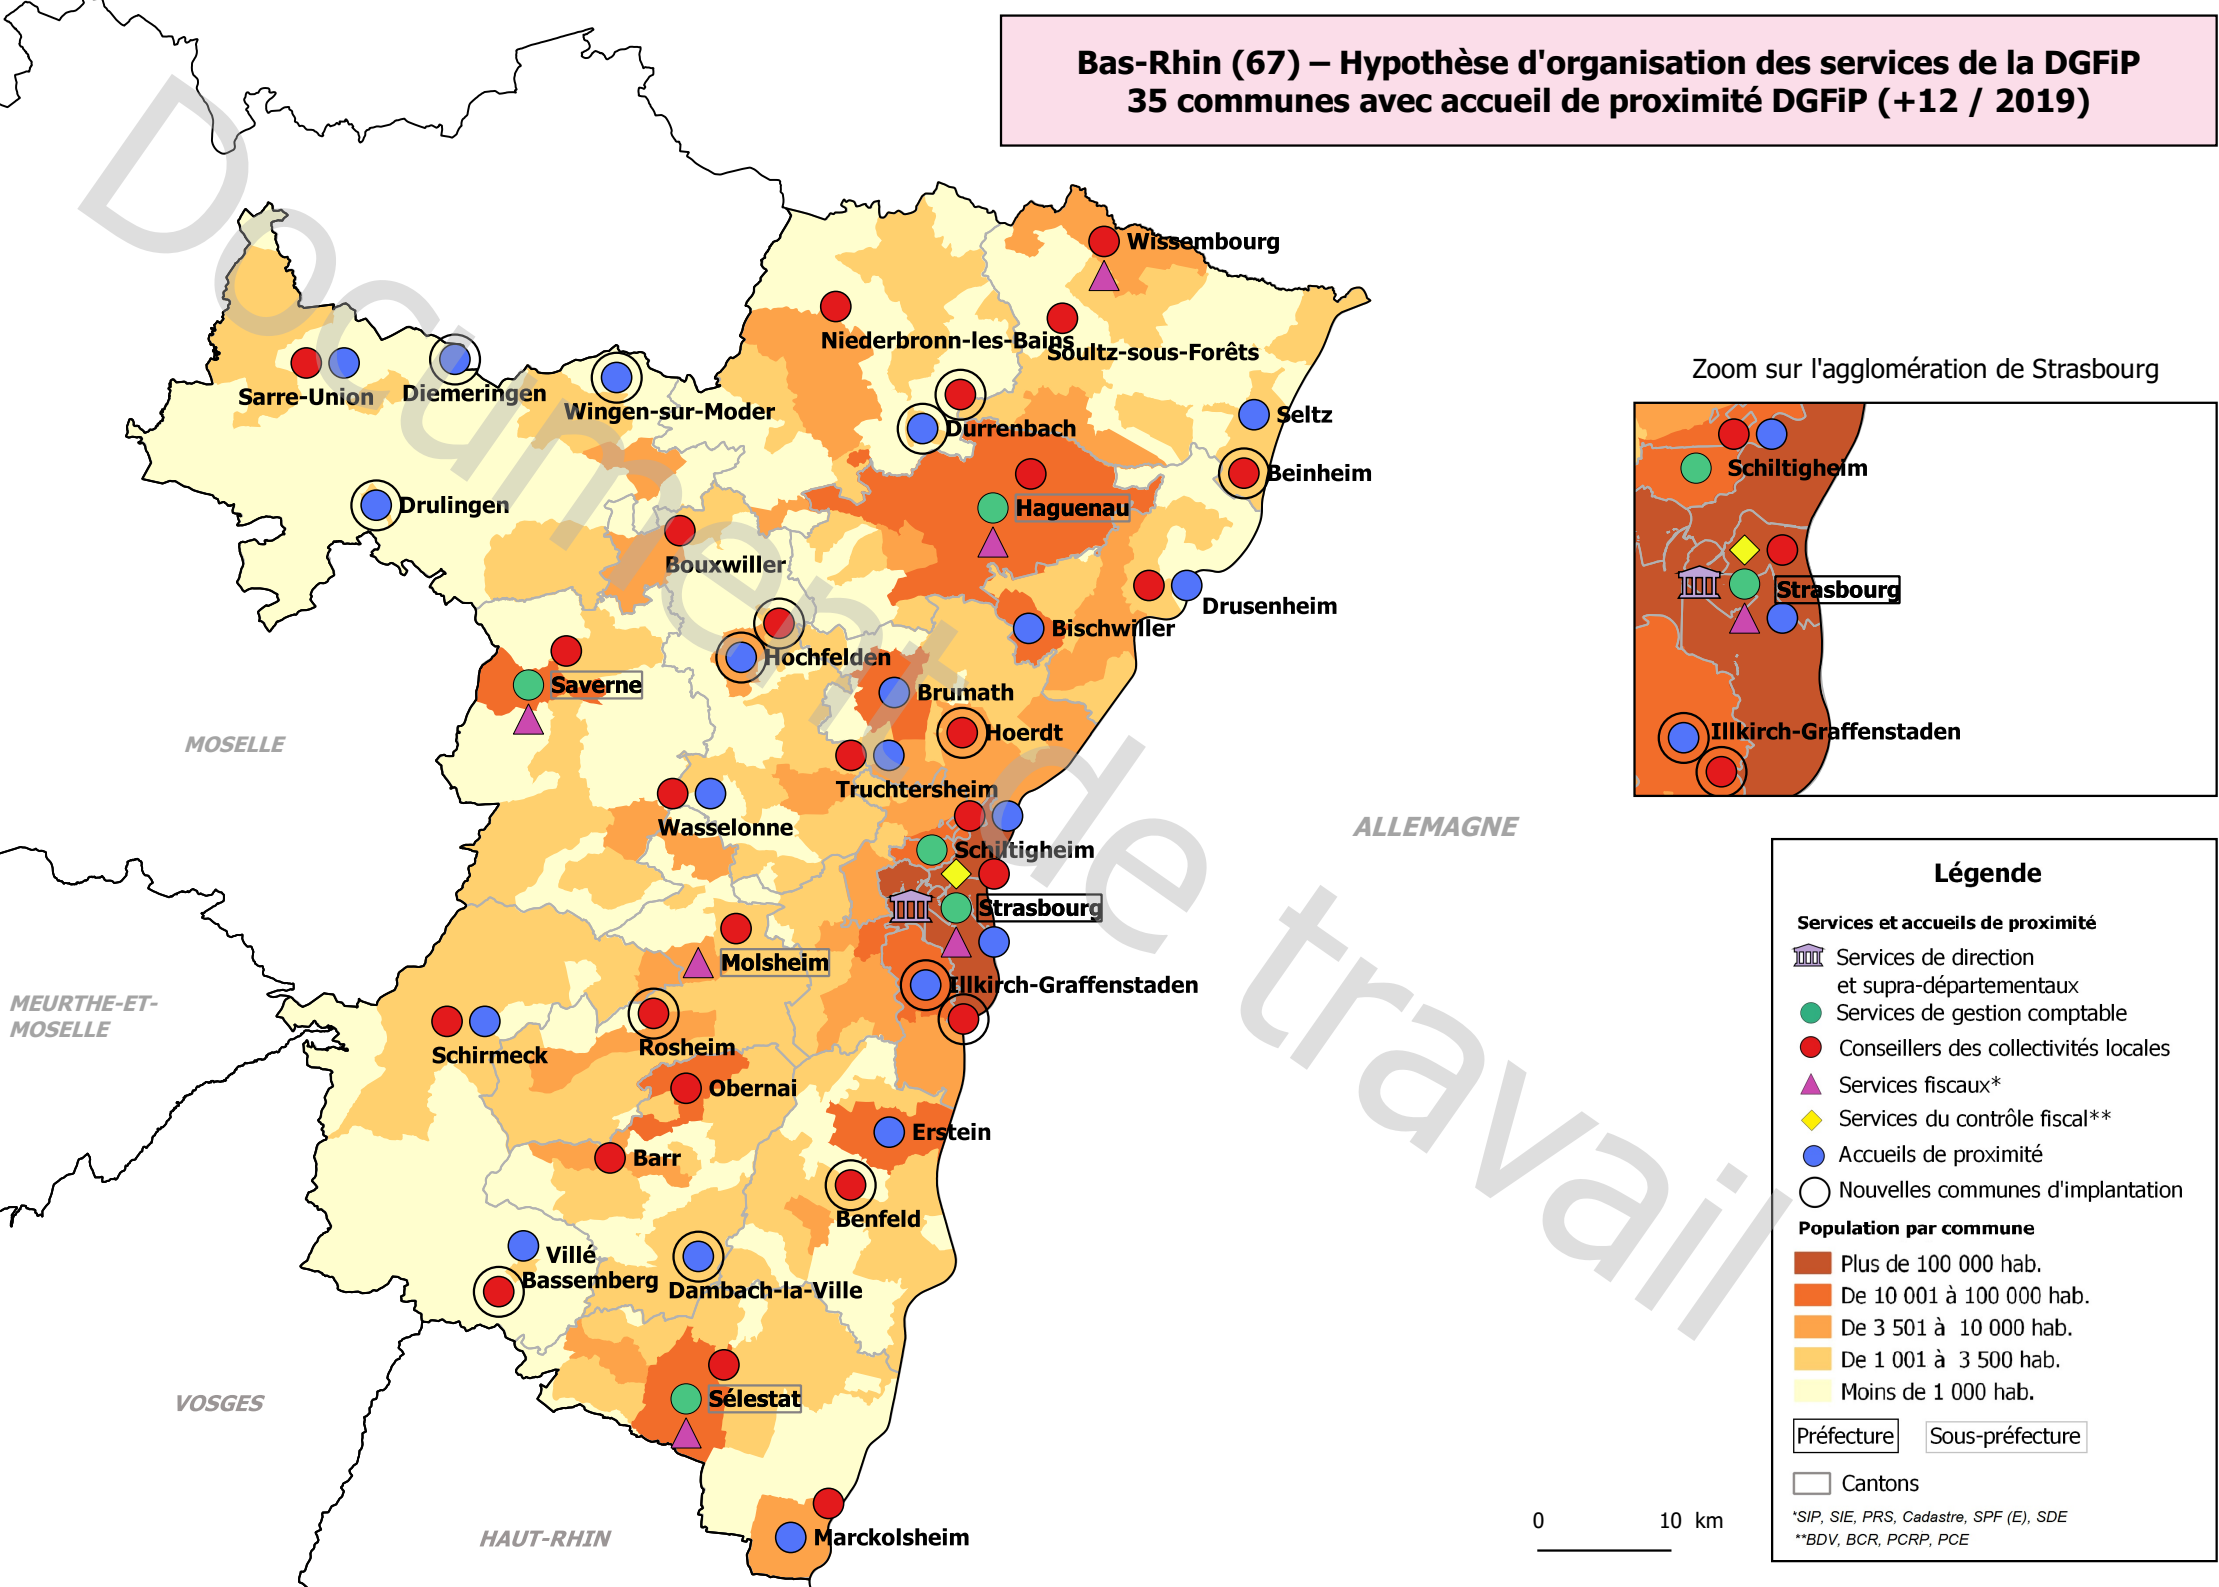 Bas-Rhin (67) – Hypothèse d'organisation des services de la DGFiP
35 communes avec accueil de proximité DGFiP (+12 / 2019)
Document de travail
Wissembourg
Niederbronn-les-Bains
Soultz-sous-Forêts
Sarre-Union
Diemeringen
Wingen-sur-Moder
Seltz
Durrenbach
Beinheim
Drulingen
Haguenau
Bouxwiller
Drusenheim
Bischwiller
Hochfelden
Saverne
Brumath
Hoerdt
MOSELLE
Truchtersheim
Wasselonne
ALLEMAGNE
Schiltigheim
Strasbourg
Molsheim
Illkirch-Graffenstaden
MEURTHE-ET-
MOSELLE
Rosheim
Schirmeck
Obernai
Erstein
Barr
Benfeld
Villé
Bassemberg
Dambach-la-Ville
VOSGES
Sélestat
HAUT-RHIN
Marckolsheim
0 10 km
Zoom sur l'agglomération de Strasbourg
Schiltigheim
Strasbourg
Illkirch-Graffenstaden
Légende
Services et accueils de proximité
Services de direction
et supra-départementaux
Services de gestion comptable
Conseillers des collectivités locales
Services fiscaux*
Services du contrôle fiscal**
Accueils de proximité
Nouvelles communes d'implantation
Population par commune
Plus de 100 000 hab.
De 10 001 à 100 000 hab.
De 3 501 à 10 000 hab.
De 1 001 à 3 500 hab.
Moins de 1 000 hab.
Préfecture Sous-préfecture
Cantons
*SIP, SIE, PRS, Cadastre, SPF (E), SDE
**BDV, BCR, PCRP, PCE